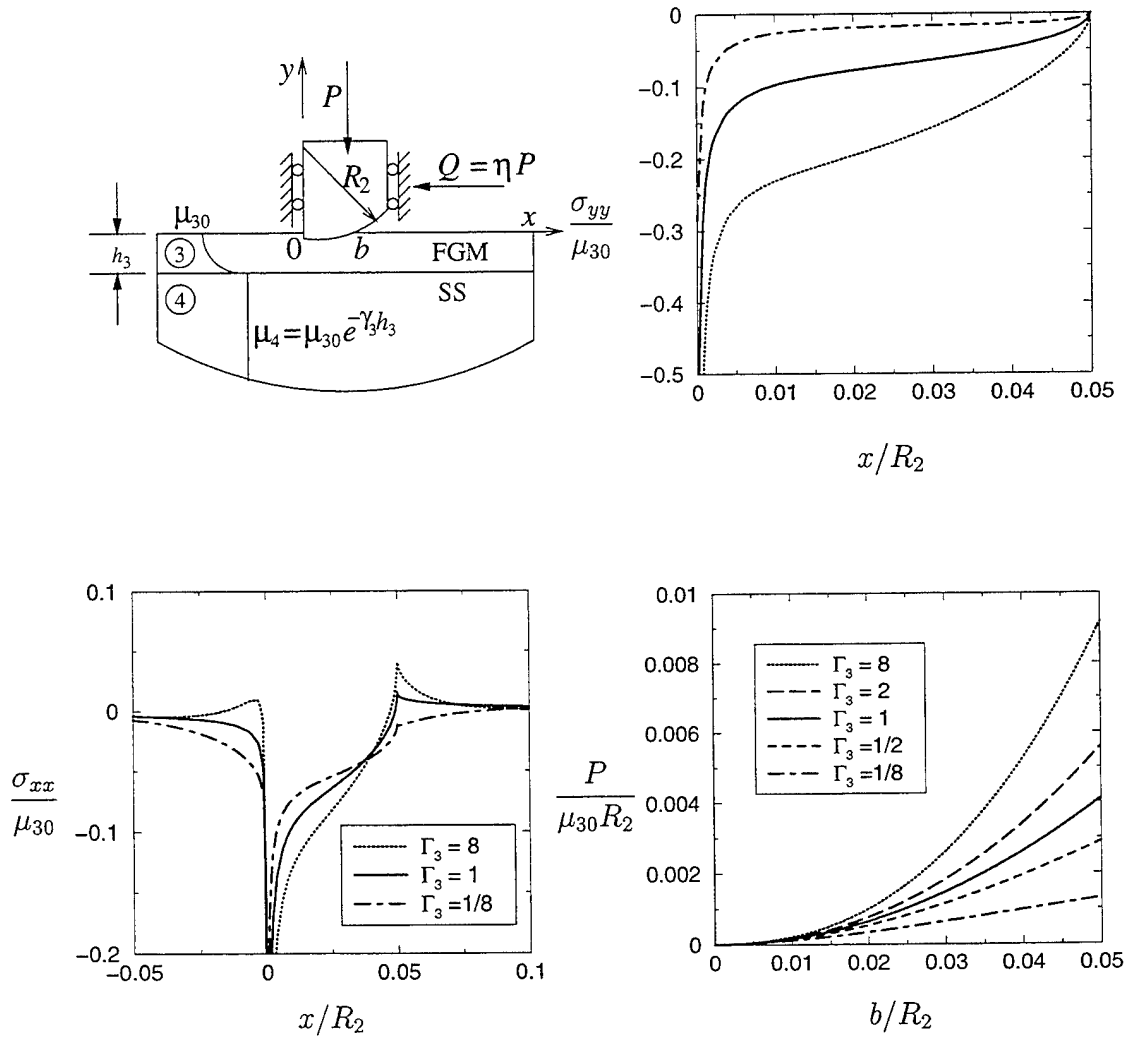 y
P
R₂
Q = η P
μ₃₀
x
0
b
h₃
③
FGM
④
SS
μ₄ = μ₃₀ e^{-γ₃h₃}
σ_yy / μ₃₀
0
−0.1
−0.2
−0.3
−0.4
−0.5
0 0.01 0.02 0.03 0.04 0.05
x/R₂
σ_xx / μ₃₀
0.1
0
−0.1
−0.2
Γ₃ = 8
Γ₃ = 1
Γ₃ =1/8
−0.05 0 0.05 0.1
x/R₂
P / μ₃₀R₂
0.01
0.008
0.006
0.004
0.002
0
Γ₃ = 8
Γ₃ = 2
Γ₃ = 1
Γ₃ =1/2
Γ₃ =1/8
0 0.01 0.02 0.03 0.04 0.05
b/R₂